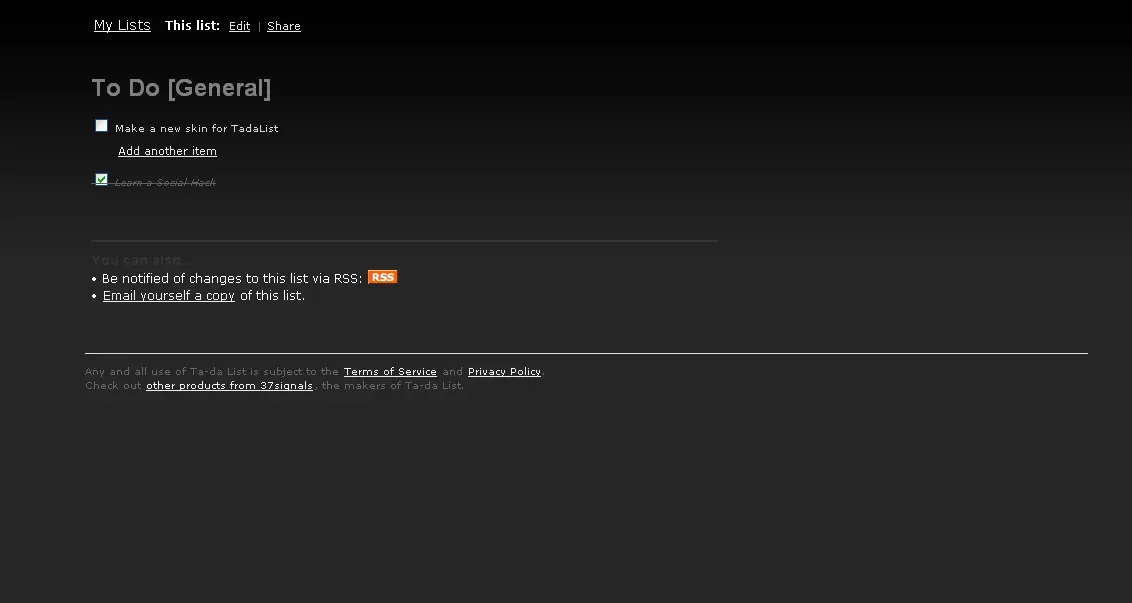 My Lists This list: Edit | Share
To Do [General]
Make a new skin for TadaList
Add another item
Learn a Social Hack
You can also...
• Be notified of changes to this list via RSS: RSS
• Email yourself a copy of this list.
Any and all use of Ta-da List is subject to the Terms of Service and Privacy Policy.
Check out other products from 37signals, the makers of Ta-da List.